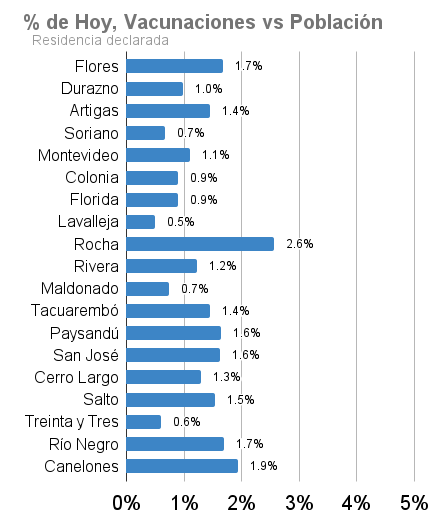 % de Hoy, Vacunaciones vs Población
Residencia declarada
Flores 1.7%
Durazno 1.0%
Artigas 1.4%
Soriano 0.7%
Montevideo 1.1%
Colonia 0.9%
Florida 0.9%
Lavalleja 0.5%
Rocha 2.6%
Rivera 1.2%
Maldonado 0.7%
Tacuarembó 1.4%
Paysandú 1.6%
San José 1.6%
Cerro Largo 1.3%
Salto 1.5%
Treinta y Tres 0.6%
Río Negro 1.7%
Canelones 1.9%
0% 1% 2% 3% 4% 5%